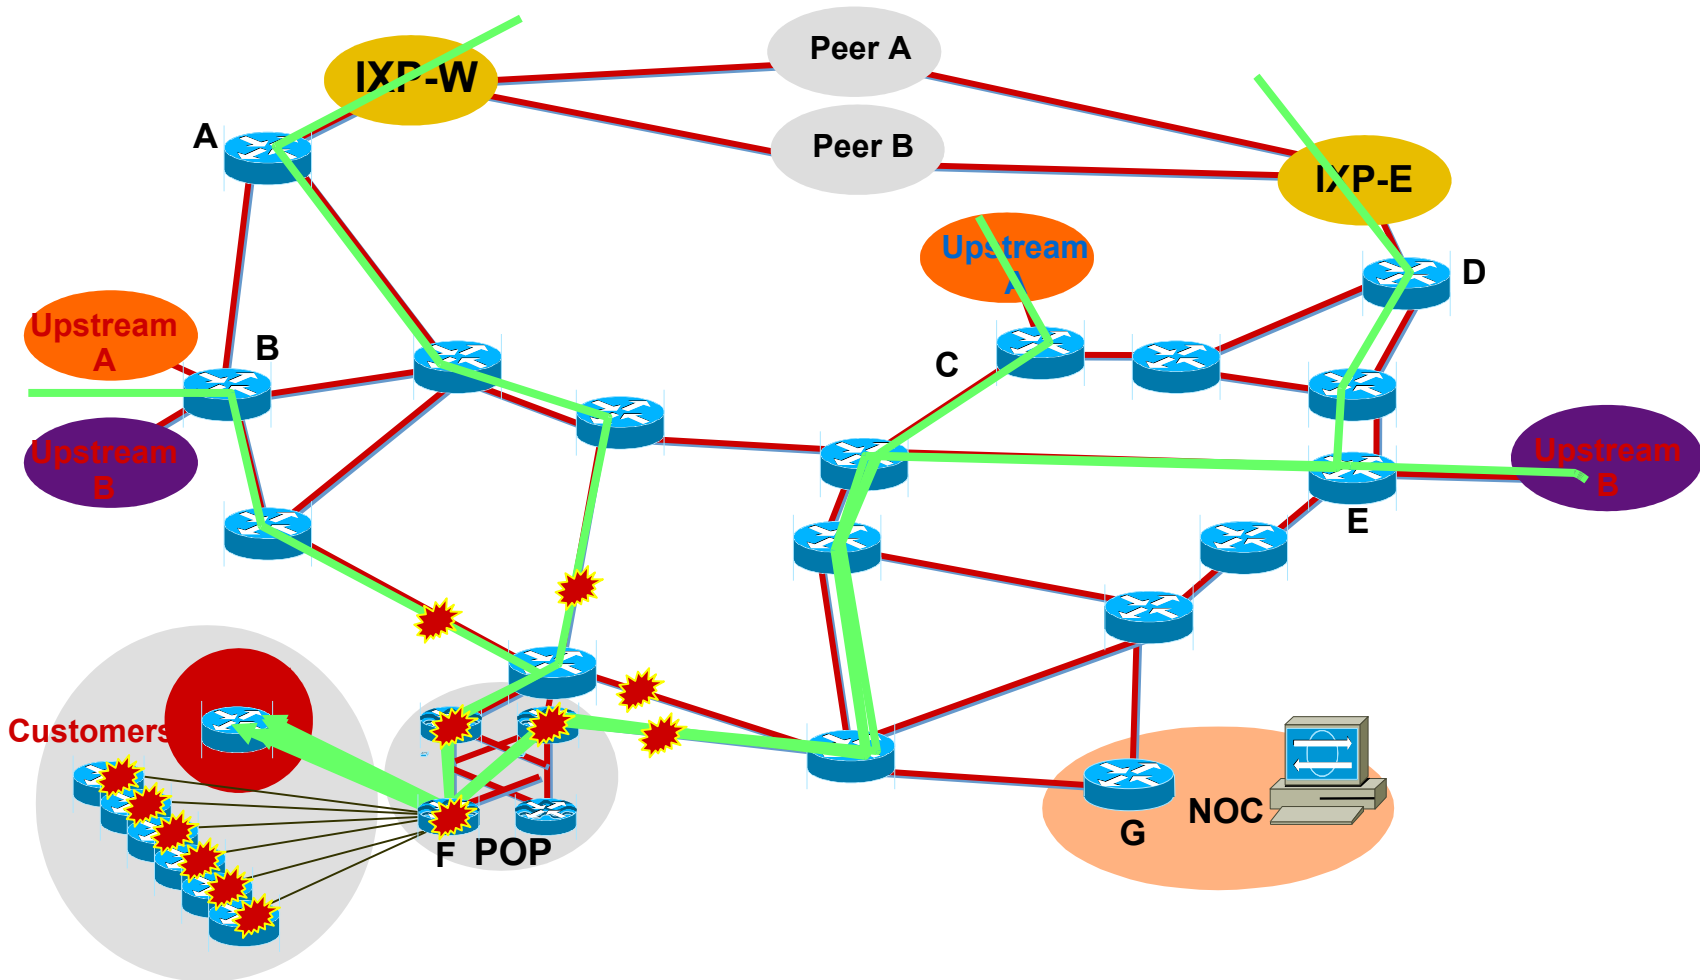 Peer A
IXP-W
A
Peer B
IXP-E
Upstream
A
D
Upstream
A
B
C
Upstream
B
Upstream
B
E
Customers
NOC
G
F
POP